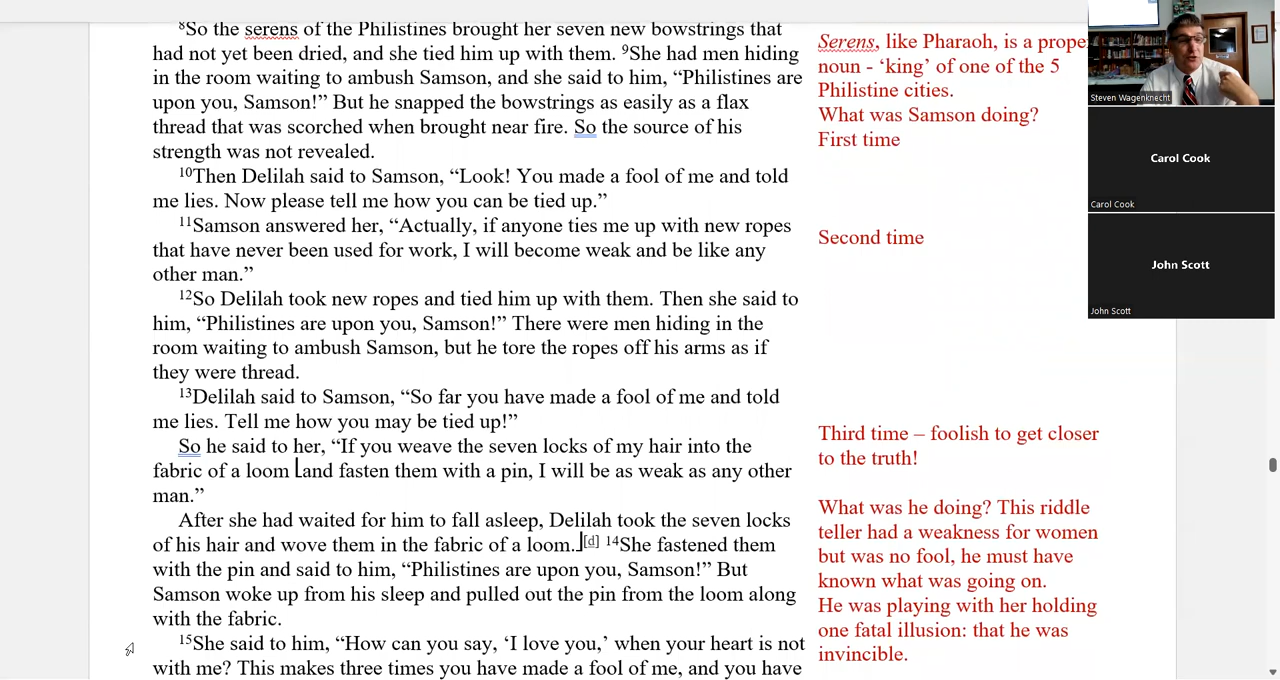 ⁸So the serens of the Philistines brought her seven new bowstrings that
had not yet been dried, and she tied him up with them. ⁹She had men hiding
in the room waiting to ambush Samson, and she said to him, “Philistines are
upon you, Samson!” But he snapped the bowstrings as easily as a flax
thread that was scorched when brought near fire. So the source of his
strength was not revealed.
¹⁰Then Delilah said to Samson, “Look! You made a fool of me and told
me lies. Now please tell me how you can be tied up.”
¹¹Samson answered her, “Actually, if anyone ties me up with new ropes
that have never been used for work, I will become weak and be like any
other man.”
¹²So Delilah took new ropes and tied him up with them. Then she said to
him, “Philistines are upon you, Samson!” There were men hiding in the
room waiting to ambush Samson, but he tore the ropes off his arms as if
they were thread.
¹³Delilah said to Samson, “So far you have made a fool of me and told
me lies. Tell me how you may be tied up!”
So he said to her, “If you weave the seven locks of my hair into the
fabric of a loom ⌊and fasten them with a pin, I will be as weak as any other
man.”
After she had waited for him to fall asleep, Delilah took the seven locks
of his hair and wove them in the fabric of a loom.⌋[d] ¹⁴She fastened them
with the pin and said to him, “Philistines are upon you, Samson!” But
Samson woke up from his sleep and pulled out the pin from the loom along
with the fabric.
¹⁵She said to him, “How can you say, ‘I love you,’ when your heart is not
with me? This makes three times you have made a fool of me, and you have
Serens, like Pharaoh, is a prope
noun - ‘king’ of one of the 5
Philistine cities.
What was Samson doing?
First time
Second time
Third time – foolish to get closer
to the truth!
What was he doing? This riddle
teller had a weakness for women
but was no fool, he must have
known what was going on.
He was playing with her holding
one fatal illusion: that he was
invincible.
Steven Wagenknecht
Carol Cook
Carol Cook
John Scott
John Scott